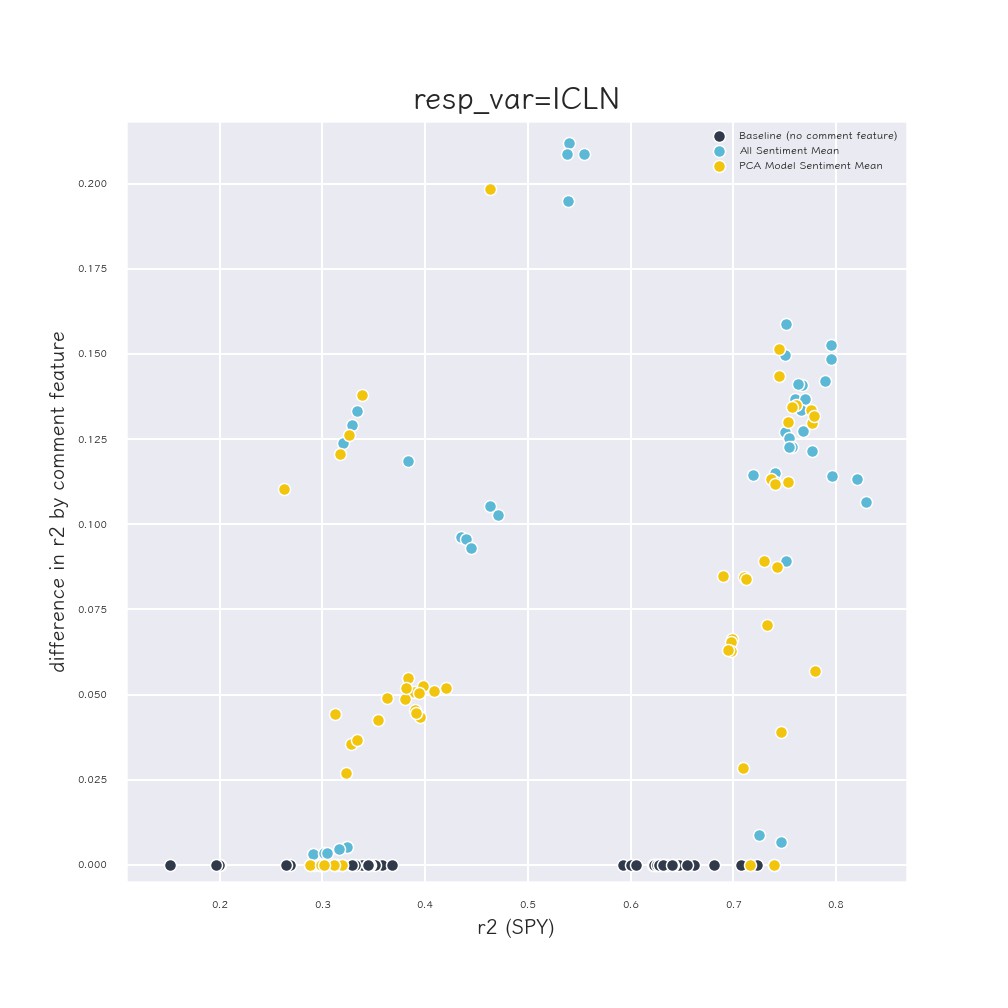 resp_var=ICLN
Baseline (no comment feature)
All Sentiment Mean
PCA Model Sentiment Mean
difference in r2 by comment feature
0.200
0.175
0.150
0.125
0.100
0.075
0.050
0.025
0.000
0.2 0.3 0.4 0.5 0.6 0.7 0.8
r2 (SPY)